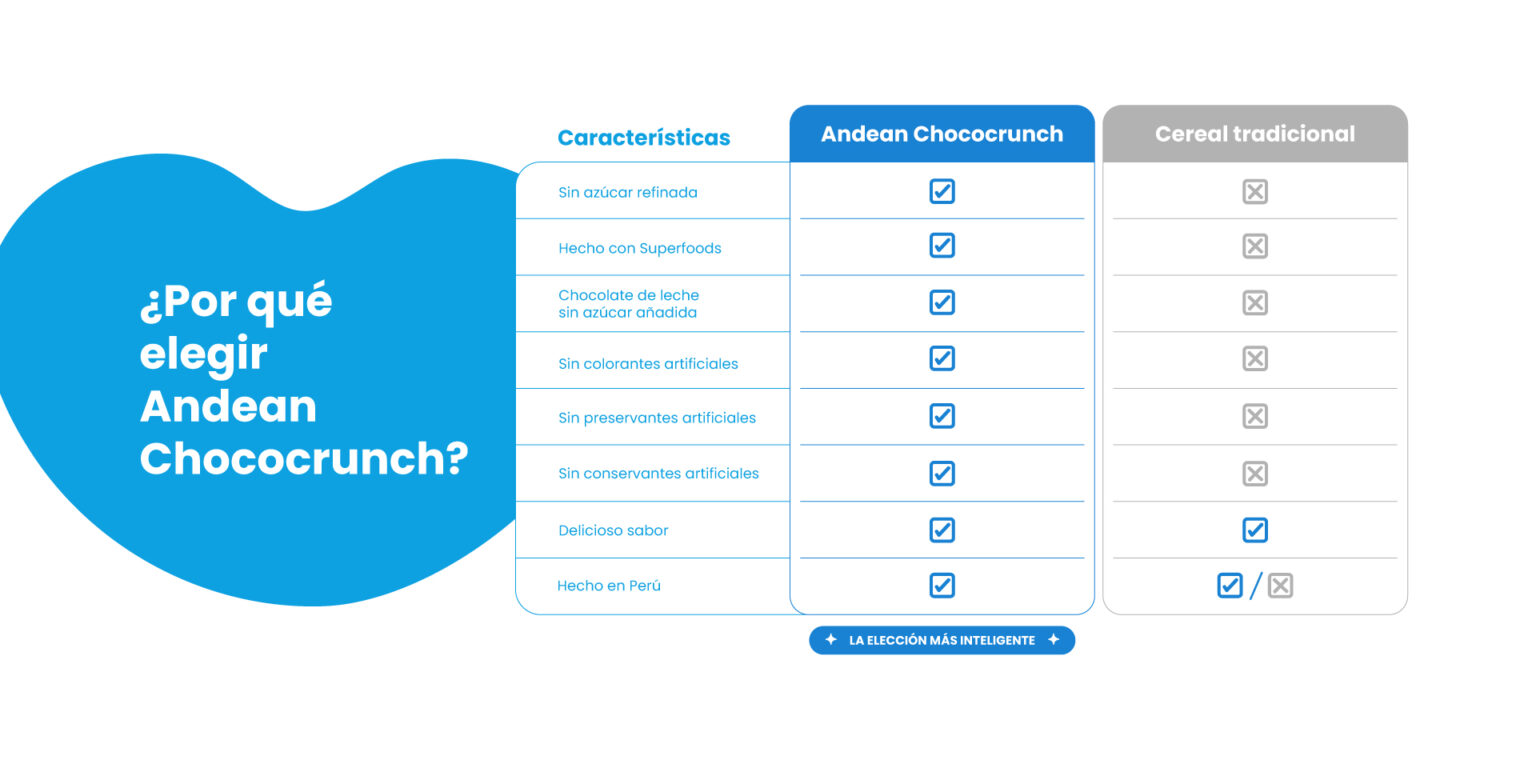 ¿Por qué
elegir
Andean
Chococrunch?
Características
Andean Chococrunch
Cereal tradicional
Sin azúcar refinada
Hecho con Superfoods
Chocolate de leche
sin azúcar añadida
Sin colorantes artificiales
Sin preservantes artificiales
Sin conservantes artificiales
Delicioso sabor
Hecho en Perú
/
LA ELECCIÓN MÁS INTELIGENTE